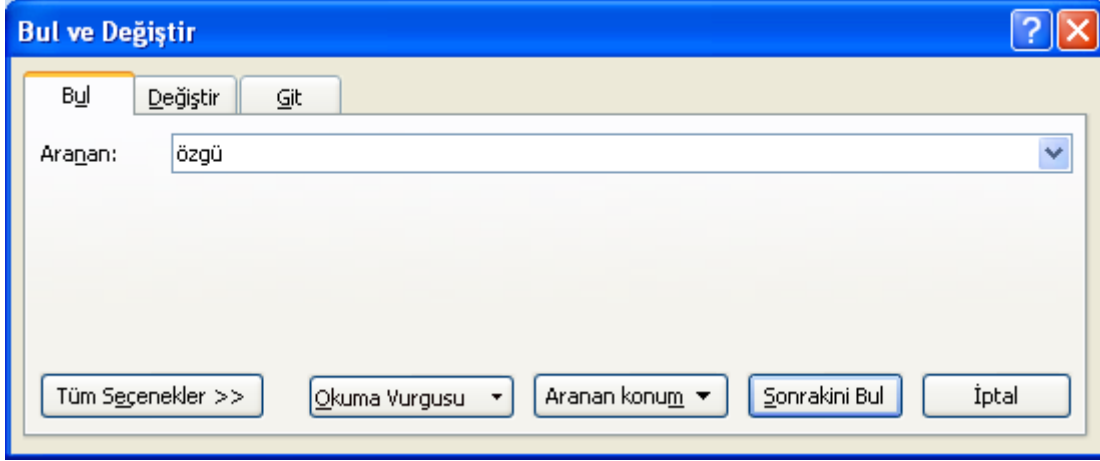 Bul ve Değiştir
Bul Değiştir Git
Aranan: özgü
Tüm Seçenekler >> Okuma Vurgusu Aranan konum Sonrakini Bul İptal